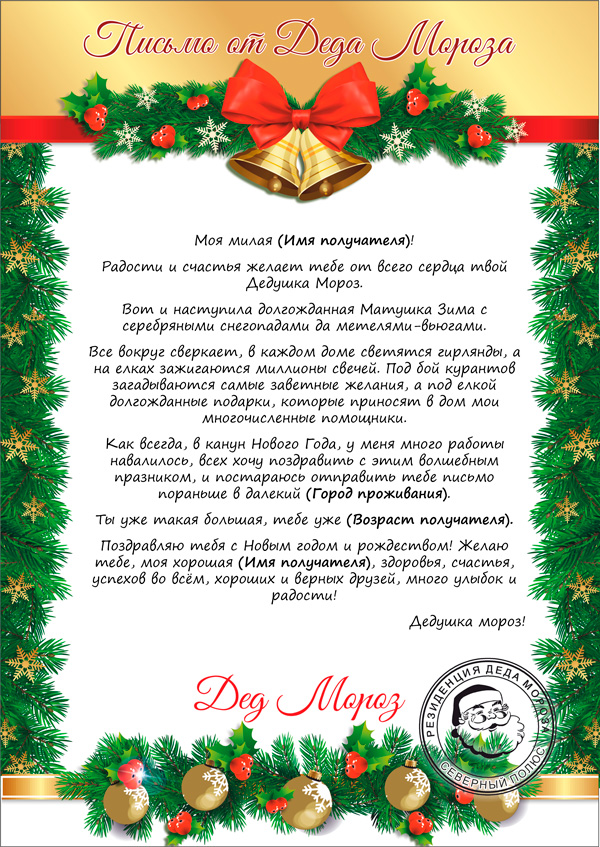 Письмо от Деда Мороза
Моя милая (Имя получателя)!
Радости и счастья желает тебе от всего сердца твой
Дедушка Мороз.
Вот и наступила долгожданная Матушка Зима с
серебряными снегопадами да метелями-вьюгами.
Все вокруг сверкает, в каждом доме светятся гирлянды, а
на елках зажигаются миллионы свечей. Под бой курантов
загадываются самые заветные желания, а под елкой
долгожданные подарки, которые приносят в дом мои
многочисленные помощники.
Как всегда, в канун Нового Года, у меня много работы
навалилось, всех хочу поздравить с этим волшебным
празником, и постараюсь отправить тебе письмо
пораньше в далекий (Город проживания).
Ты уже такая большая, тебе уже (Возраст получателя).
Поздравляю тебя с Новым годом и рождеством! Желаю
тебе, моя хорошая (Имя получателя), здоровья, счастья,
успехов во всём, хороших и верных друзей, много улыбок и
радости!
Дедушка мороз!
Дед Мороз
РЕЗИДЕНЦИЯ ДЕДА МОРОЗА
СЕВЕРНЫЙ ПОЛЮС